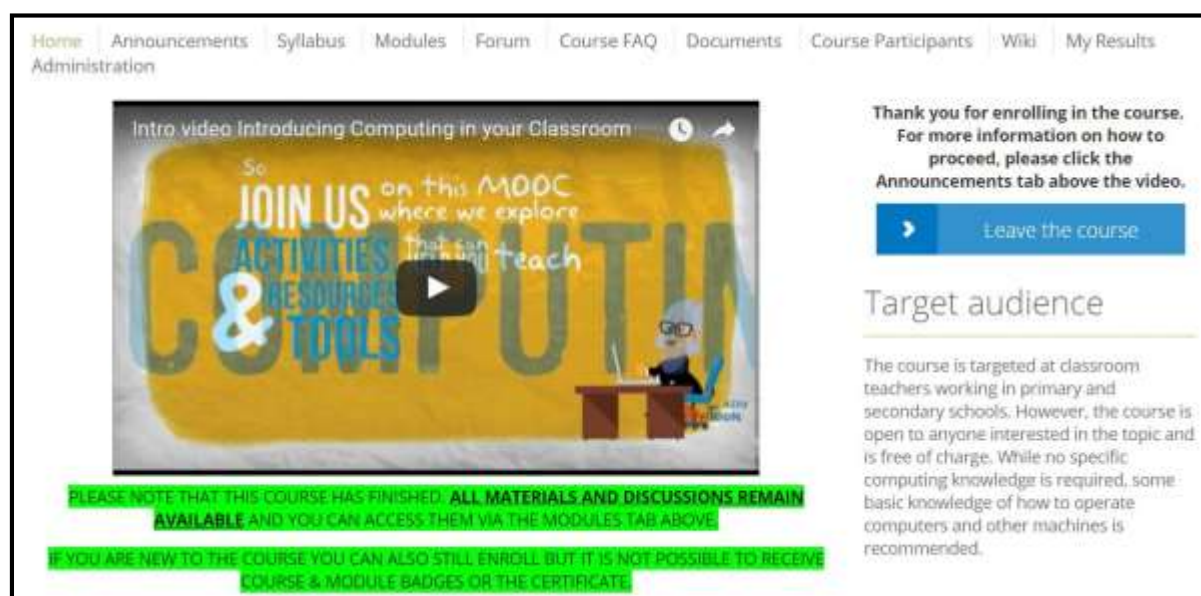 Home Announcements Syllabus Modules Forum Course FAQ Documents Course Participants Wiki My Results
Administration
Intro video Introducing Computing in your Classroom
So
JOIN US on this MOOC
where we explore
ACTIVITIES that can
teach
& RESOURCES
TOOLS
COMPUTIN
PLEASE NOTE THAT THIS COURSE HAS FINISHED. ALL MATERIALS AND DISCUSSIONS REMAIN
AVAILABLE AND YOU CAN ACCESS THEM VIA THE MODULES TAB ABOVE.
IF YOU ARE NEW TO THE COURSE YOU CAN ALSO STILL ENROLL BUT IT IS NOT POSSIBLE TO RECEIVE
COURSE & MODULE BADGES OR THE CERTIFICATE.
Thank you for enrolling in the course.
For more information on how to
proceed, please click the
Announcements tab above the video.
Leave the course
Target audience
The course is targeted at classroom
teachers working in primary and
secondary schools. However, the course is
open to anyone interested in the topic and
is free of charge. While no specific
computing knowledge is required, some
basic knowledge of how to operate
computers and other machines is
recommended.